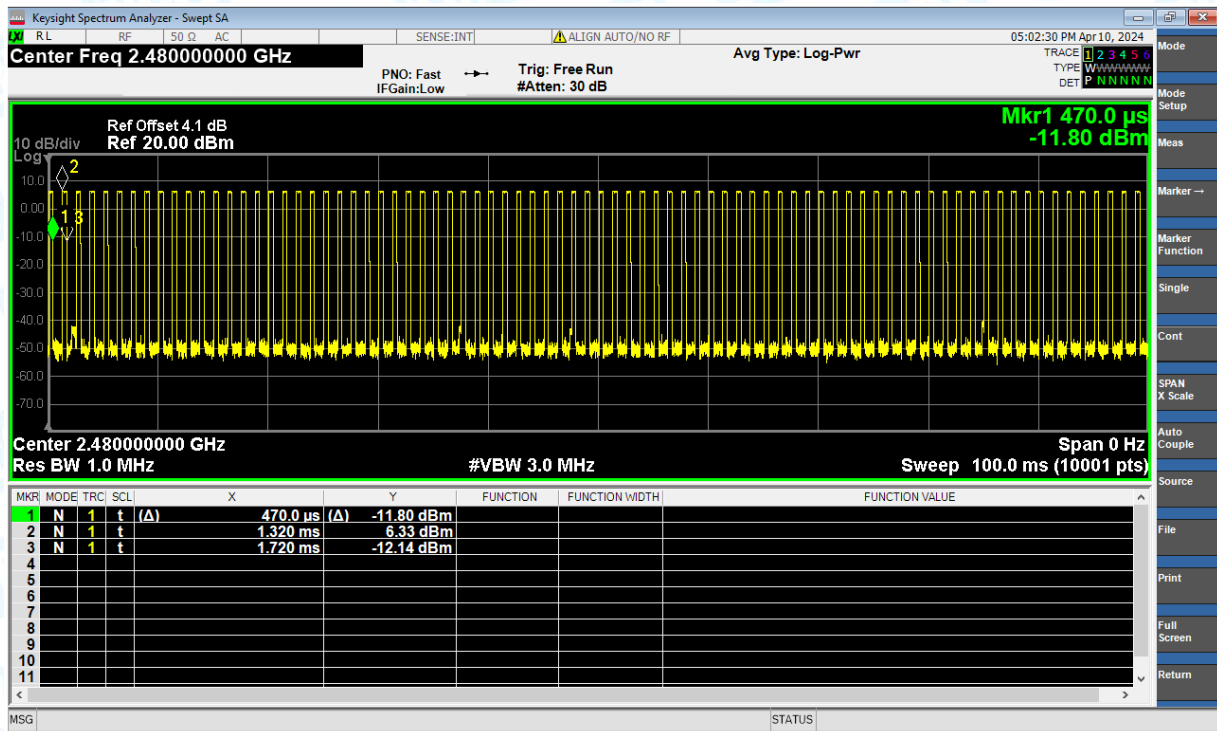 Keysight Spectrum Analyzer - Swept SA
LXI RL RF 50 Ω AC SENSE:INT ALIGN AUTO/NO RF 05:02:30 PM Apr 10, 2024
Center Freq 2.480000000 GHz
Avg Type: Log-Pwr
TRACE 1 2 3 4 5 6
TYPE WWWWWW
DET P N N N N N
PNO: Fast
IFGain:Low
Trig: Free Run
#Atten: 30 dB
Mkr1 470.0 µs
-11.80 dBm
Ref Offset 4.1 dB
10 dB/div Ref 20.00 dBm
Log
2
10.0
0.00
1 3
-10.0
-20.0
-30.0
-40.0
-50.0
-60.0
-70.0
Center 2.480000000 GHz Span 0 Hz
Res BW 1.0 MHz #VBW 3.0 MHz Sweep 100.0 ms (10001 pts)
MKR MODE TRC SCL X Y FUNCTION FUNCTION WIDTH FUNCTION VALUE
1 N 1 t (Δ) 470.0 µs (Δ) -11.80 dBm
2 N 1 t 1.320 ms 6.33 dBm
3 N 1 t 1.720 ms -12.14 dBm
4
5
6
7
8
9
10
11
MSG STATUS
Mode
Mode
Setup
Meas
Marker→
Marker
Function
Single
Cont
SPAN
X Scale
Auto
Couple
Source
File
Print
Full
Screen
Return